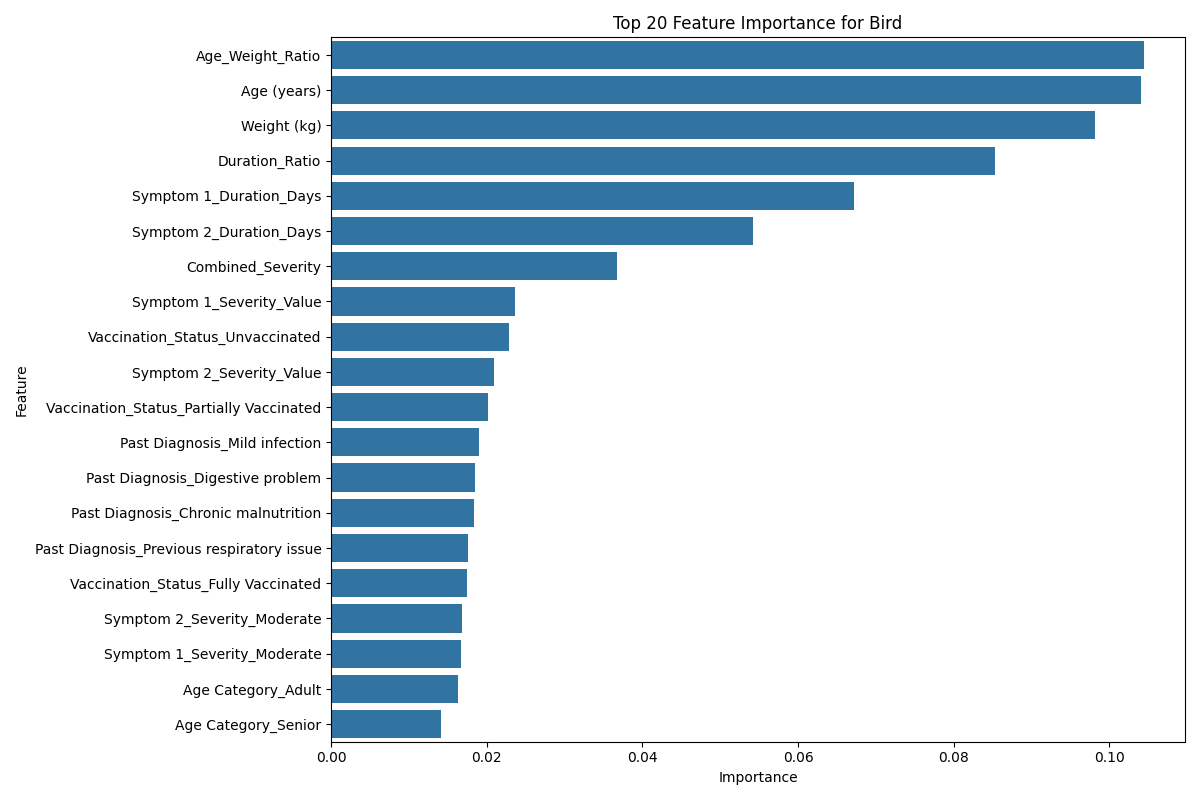 Top 20 Feature Importance for Bird
Age_Weight_Ratio
Age (years)
Weight (kg)
Duration_Ratio
Symptom 1_Duration_Days
Symptom 2_Duration_Days
Combined_Severity
Symptom 1_Severity_Value
Vaccination_Status_Unvaccinated
Symptom 2_Severity_Value
Vaccination_Status_Partially Vaccinated
Past Diagnosis_Mild infection
Past Diagnosis_Digestive problem
Past Diagnosis_Chronic malnutrition
Past Diagnosis_Previous respiratory issue
Vaccination_Status_Fully Vaccinated
Symptom 2_Severity_Moderate
Symptom 1_Severity_Moderate
Age Category_Adult
Age Category_Senior
Feature
0.00 0.02 0.04 0.06 0.08 0.10
Importance